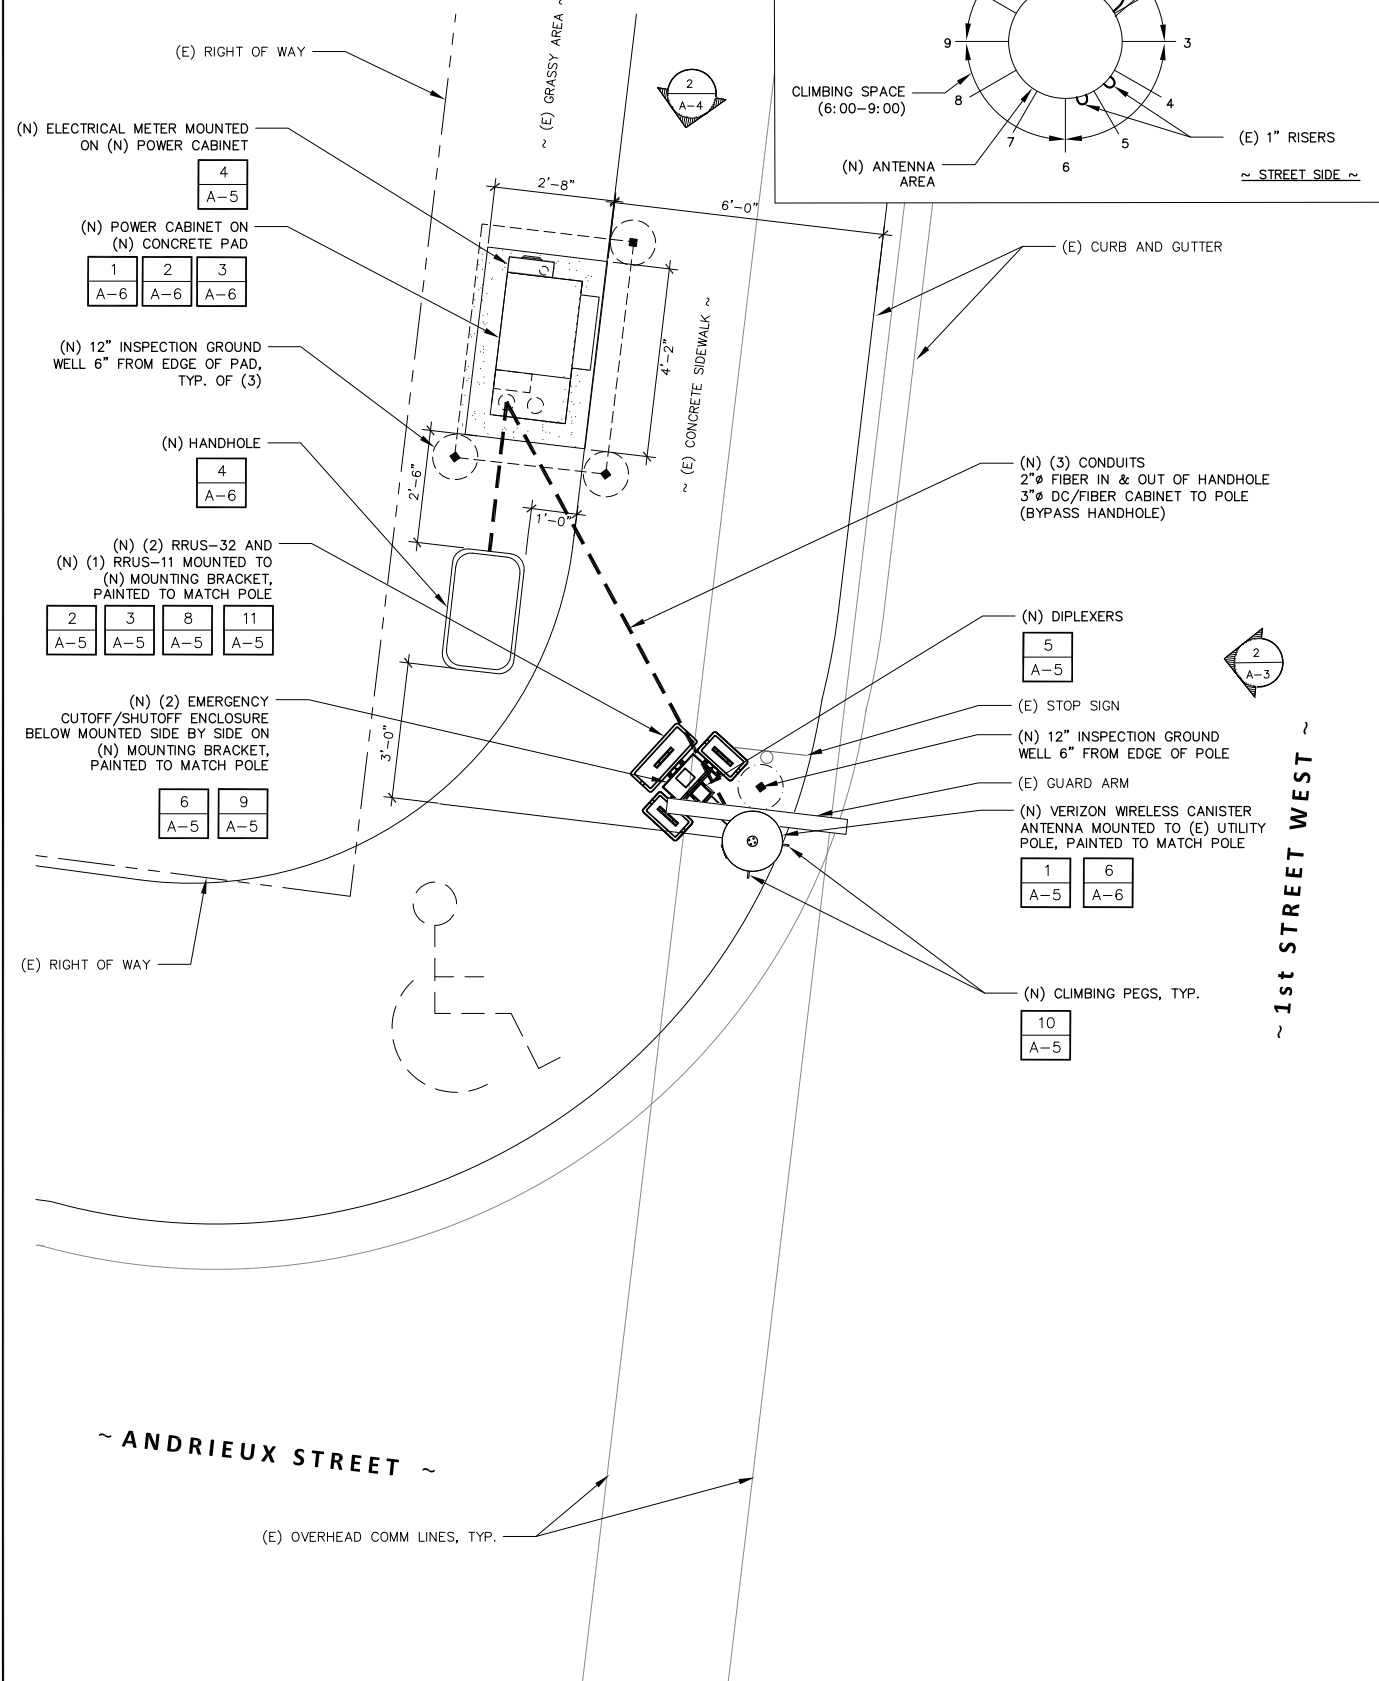 (E) RIGHT OF WAY
~ (E) GRASSY AREA ~
2
A-4
9
3
8
4
7
5
6
CLIMBING SPACE
(6:00-9:00)
(N) ANTENNA
AREA
(E) 1" RISERS
~ STREET SIDE ~
(N) ELECTRICAL METER MOUNTED
ON (N) POWER CABINET
4
A-5
2'-8"
6'-0"
(N) POWER CABINET ON
(N) CONCRETE PAD
1
A-6
2
A-6
3
A-6
(E) CURB AND GUTTER
4'-2"
~ (E) CONCRETE SIDEWALK ~
(N) 12" INSPECTION GROUND
WELL 6" FROM EDGE OF PAD,
TYP. OF (3)
(N) HANDHOLE
4
A-6
2'-6"
1'-0"
(N) (3) CONDUITS
2"ø FIBER IN & OUT OF HANDHOLE
3"ø DC/FIBER CABINET TO POLE
(BYPASS HANDHOLE)
(N) (2) RRUS-32 AND
(N) (1) RRUS-11 MOUNTED TO
(N) MOUNTING BRACKET,
PAINTED TO MATCH POLE
2
A-5
3
A-5
8
A-5
11
A-5
(N) DIPLEXERS
5
A-5
2
A-3
(N) (2) EMERGENCY
CUTOFF/SHUTOFF ENCLOSURE
BELOW MOUNTED SIDE BY SIDE ON
(N) MOUNTING BRACKET,
PAINTED TO MATCH POLE
6
A-5
9
A-5
3'-0"
(E) STOP SIGN
(N) 12" INSPECTION GROUND
WELL 6" FROM EDGE OF POLE
(E) GUARD ARM
(N) VERIZON WIRELESS CANISTER
ANTENNA MOUNTED TO (E) UTILITY
POLE, PAINTED TO MATCH POLE
1
A-5
6
A-6
~ 1st STREET WEST ~
(E) RIGHT OF WAY
(N) CLIMBING PEGS, TYP.
10
A-5
~ ANDRIEUX STREET ~
(E) OVERHEAD COMM LINES, TYP.